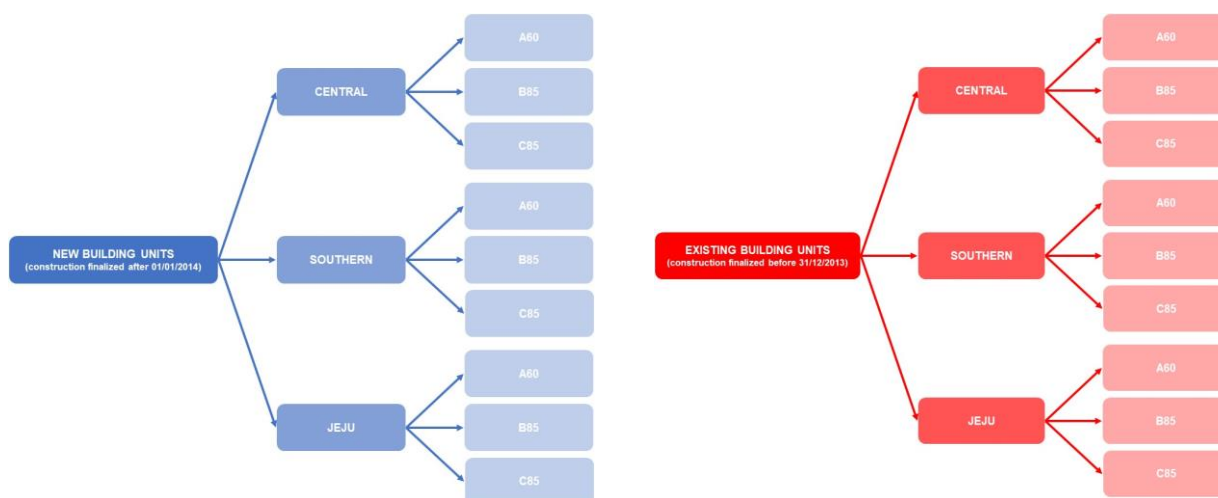 NEW BUILDING UNITS
(construction finalized after 01/01/2014)
CENTRAL
A60
B85
C85
SOUTHERN
A60
B85
C85
JEJU
A60
B85
C85
EXISTING BUILDING UNITS
(construction finalized before 31/12/2013)
CENTRAL
A60
B85
C85
SOUTHERN
A60
B85
C85
JEJU
A60
B85
C85